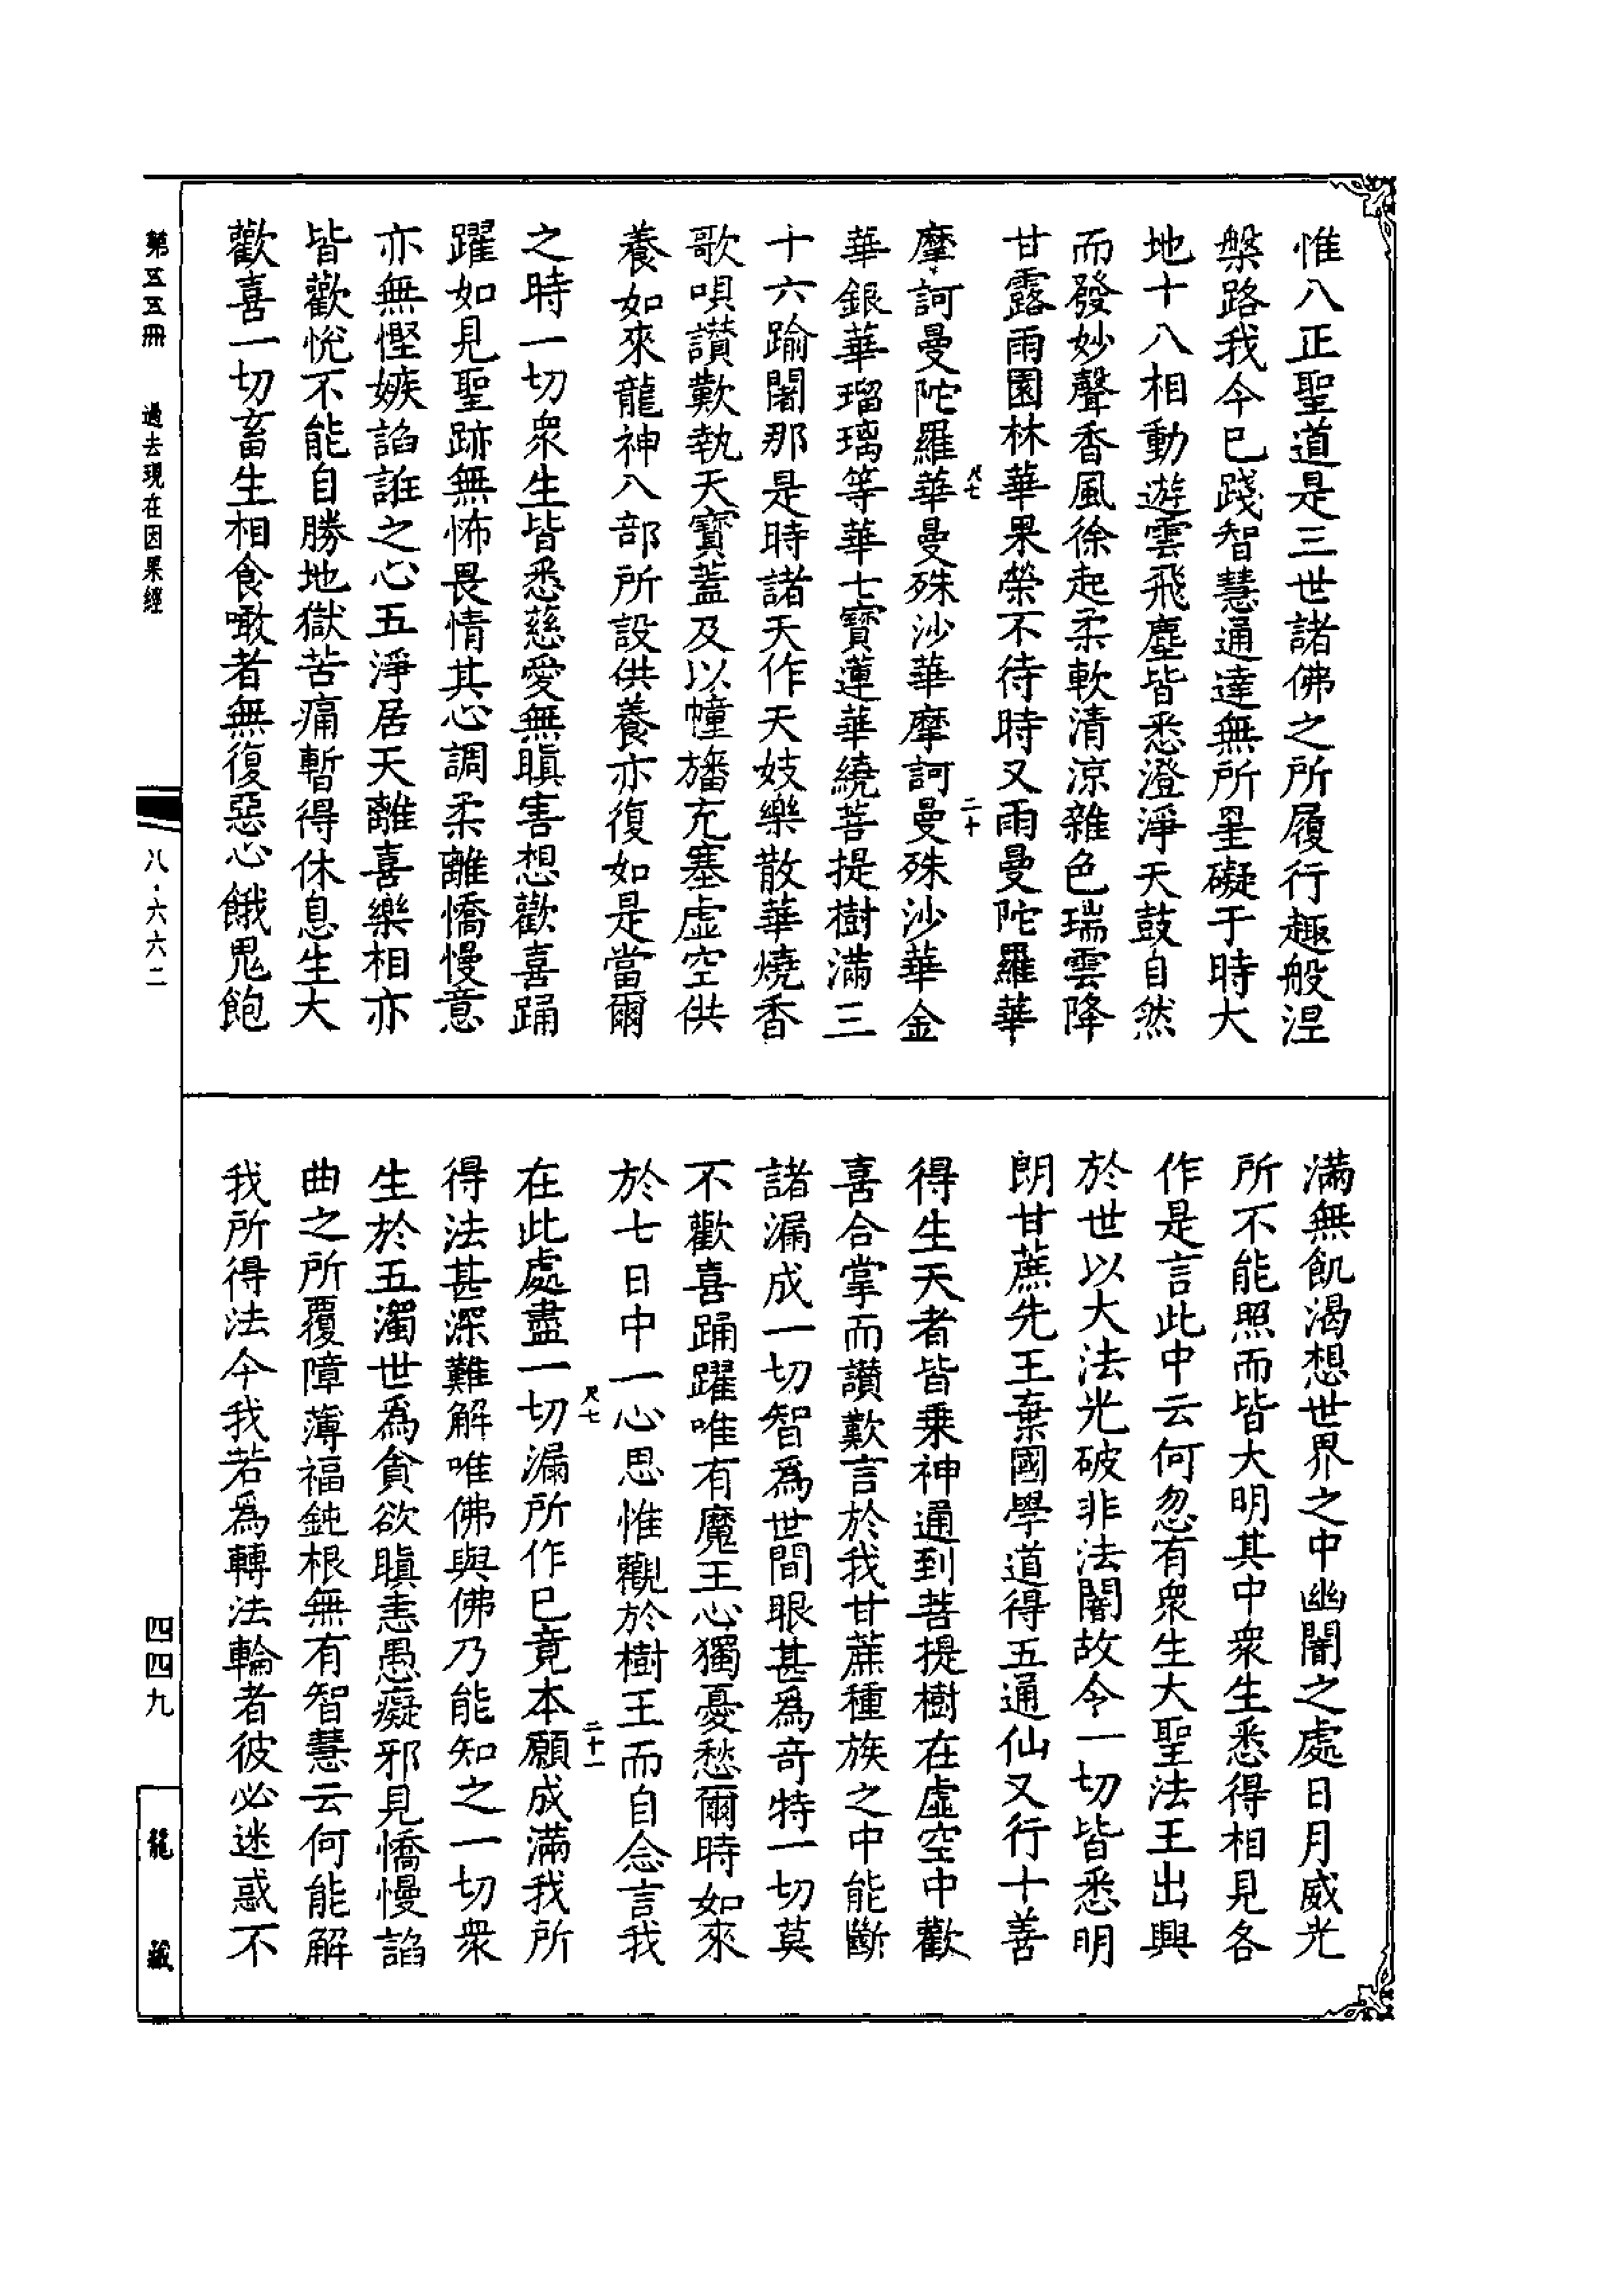 惟八正聖道是三世諸佛之所履行趣般涅
槃路我今已踐智慧通達無所罣礙于時大
地十八相動遊雲飛塵皆悉澄淨天鼓自然
而發妙聲香風徐起柔軟清涼雜色瑞雲降
甘露雨園林華果榮不待時又雨曼陀羅華
摩訶曼陀羅華曼殊沙華摩訶曼殊沙華金
尺七
二十
華銀華瑠璃等華七寶蓮華繞菩提樹滿三
十六踰闍那是時諸天作天妓樂散華燒香
歌唄讚歎執天寶蓋及以幢旛充塞虛空供
養如來龍神八部所設供養亦復如是當爾
之時一切衆生皆悉慈愛無瞋害想歡喜踊
躍如見聖跡無怖畏情其心調柔離憍慢意
亦無慳嫉諂誑之心五淨居天離喜樂相亦
皆歡悅不能自勝地獄苦痛暫得休息生大
歡喜一切畜生相食噉者無復惡心餓鬼飽
滿無飢渴想世界之中幽闇之處日月威光
所不能照而皆大明其中衆生悉得相見各
作是言此中云何忽有衆生大聖法王出興
於世以大法光破非法闇故令一切皆悉明
朗甘蔗先王棄國學道得五通仙又行十善
得生天者皆乗神通到菩提樹在虛空中歡
喜合掌而讚歎言於我甘蔗種族之中能斷
諸漏成一切智爲世間眼甚爲奇特一切莫
不歡喜踊躍唯有魔王心獨憂愁爾時如來
於七日中一心思惟觀於樹王而自念言我
尺七
二十一
在此處盡一切漏所作已竟本願成滿我所
得法甚深難解唯佛與佛乃能知之一切衆
生於五濁世爲貪欲瞋恚愚癡邪見憍慢諂
曲之所覆障薄福鈍根無有智慧云何能解
我所得法今我若爲轉法輪者彼必迷惑不
第五五冊
過去現在因果經
八·六六二
四四九
龍藏